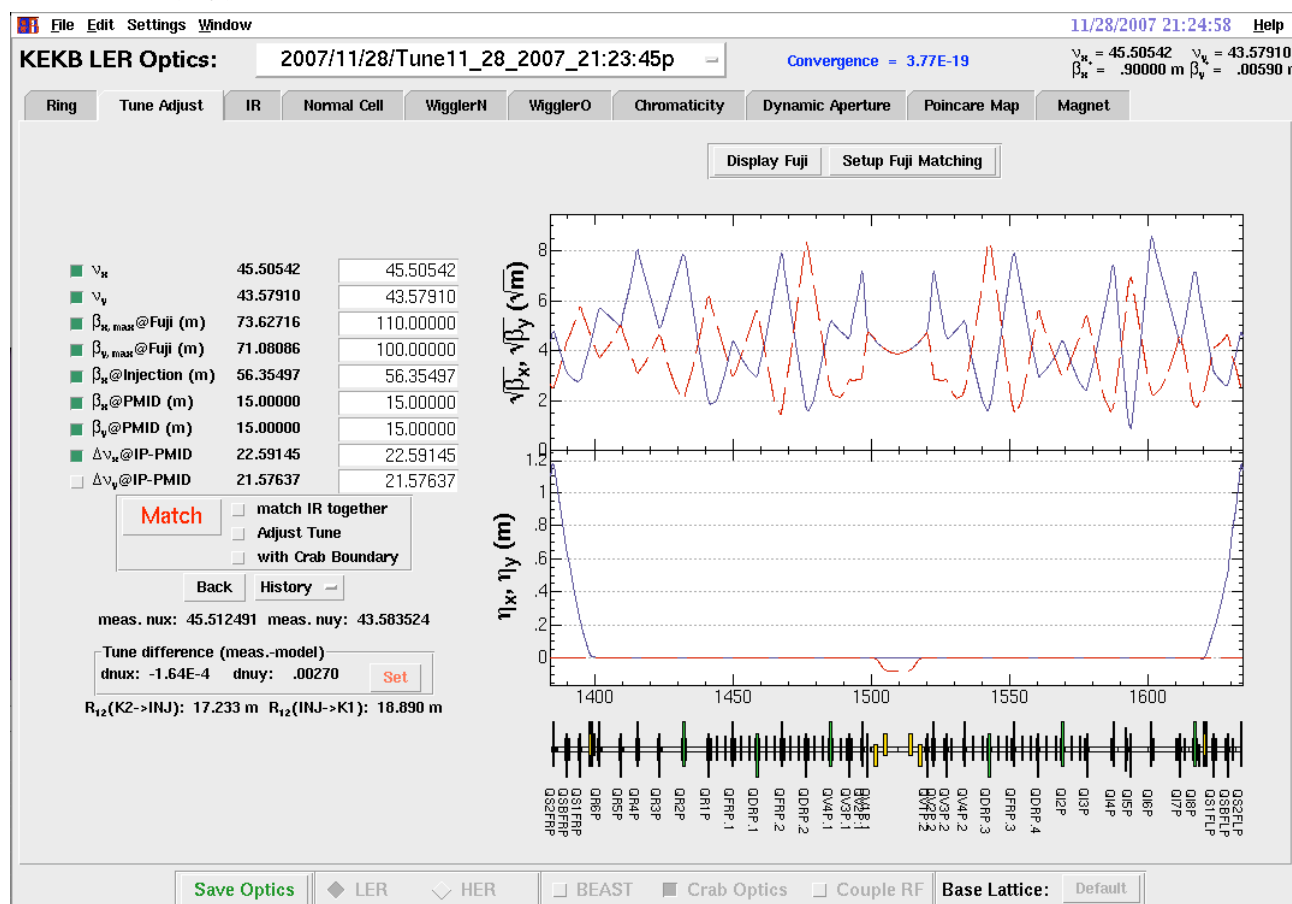 File Edit Settings Window 11/28/2007 21:24:58 Help
KEKB LER Optics: 2007/11/28/Tune11_28_2007_21:23:45p Convergence = 3.77E-19 νx = 45.50542 νy = 43.57910
βx* = .90000 m βy* = .00590 m
Ring Tune Adjust IR Normal Cell WigglerN WigglerO Chromaticity Dynamic Aperture Poincare Map Magnet
Display Fuji Setup Fuji Matching
νx 45.50542 45.50542
νy 43.57910 43.57910
βx, max@Fuji (m) 73.62716 110.00000
βy, max@Fuji (m) 71.08086 100.00000
βx@Injection (m) 56.35497 56.35497
βx@PMID (m) 15.00000 15.00000
βy@PMID (m) 15.00000 15.00000
Δνx@IP-PMID 22.59145 22.59145
Δνy@IP-PMID 21.57637 21.57637
Match
match IR together
Adjust Tune
with Crab Boundary
Back History
meas. nux: 45.512491 meas. nuy: 43.583524
Tune difference (meas.-model)
dnux: -1.64E-4 dnuy: .00270 Set
R12(K2->INJ): 17.233 m R12(INJ->K1): 18.890 m
√βx, √βy (√m)
8
6
4
2
0
ηx, ηy (m)
1.2
1
.8
.6
.4
.2
0
1400 1450 1500 1550 1600
QS2FRP QSBFRP QS1FRP QR6P QR5P QR4P QR3P QR2P QR1P QFRP.1 QDRP.1 QFRP.2 QDRP.2 QV4P.1 QV3P.1 QV4P.2 QDRP.3 QFRP.3 QDRP.4 QI2P QI3P QI4P QI5P QI6P QI7P QI8P QS1FLP QSBFLP QS2FLP
Save Optics LER HER BEAST Crab Optics Couple RF Base Lattice: Default